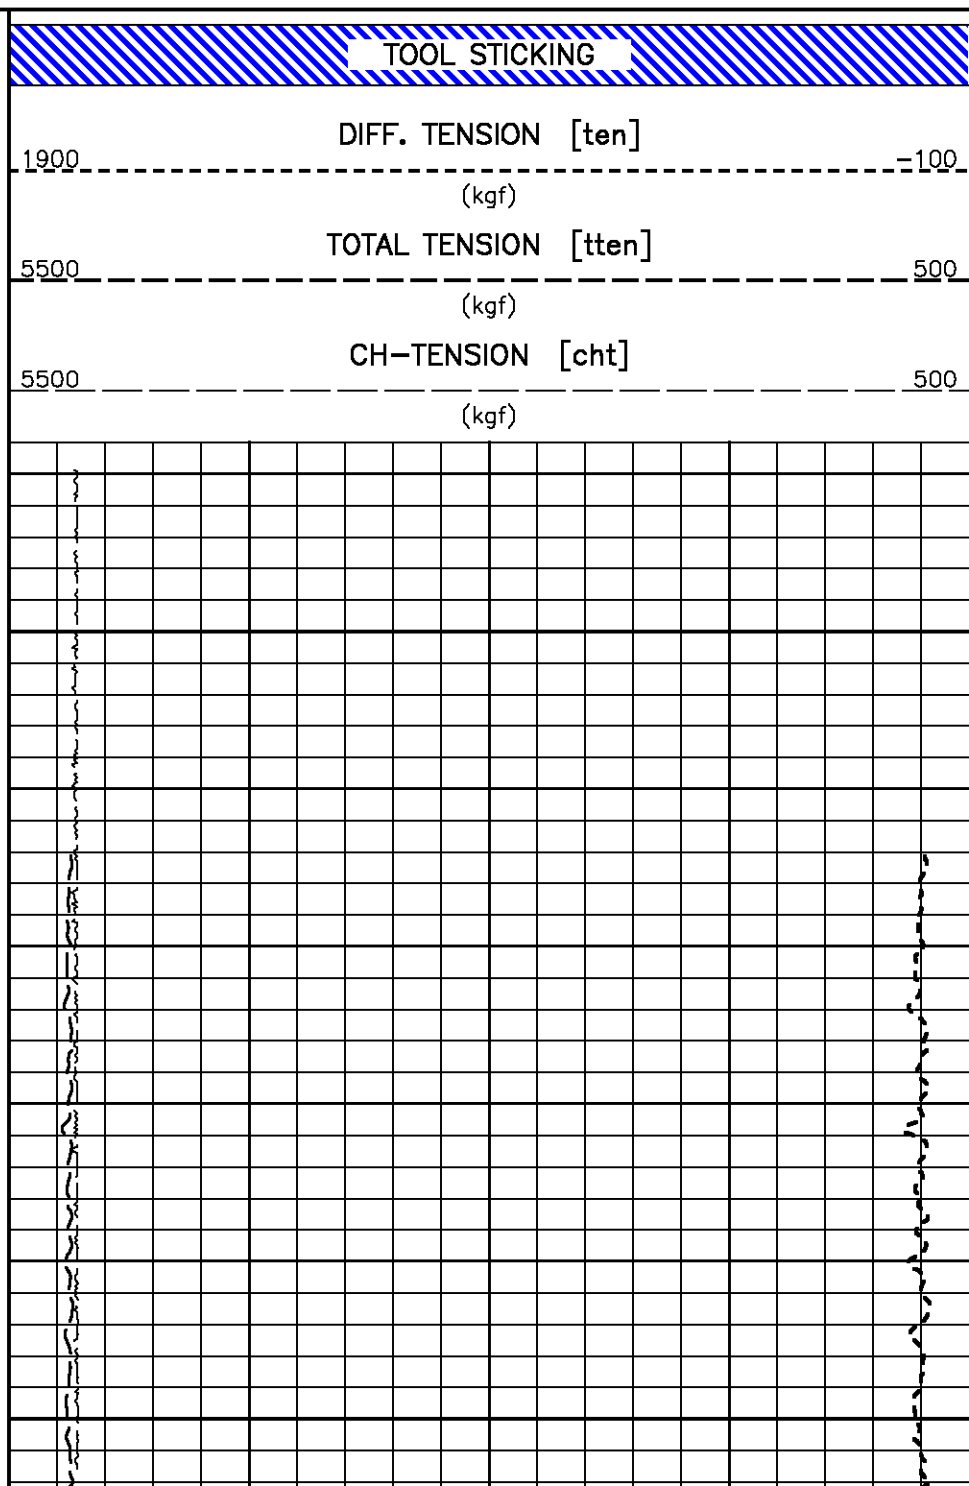 TOOL STICKING
DIFF. TENSION [ten]
1900 -100
(kgf)
TOTAL TENSION [tten]
5500 500
(kgf)
CH-TENSION [cht]
5500 500
(kgf)